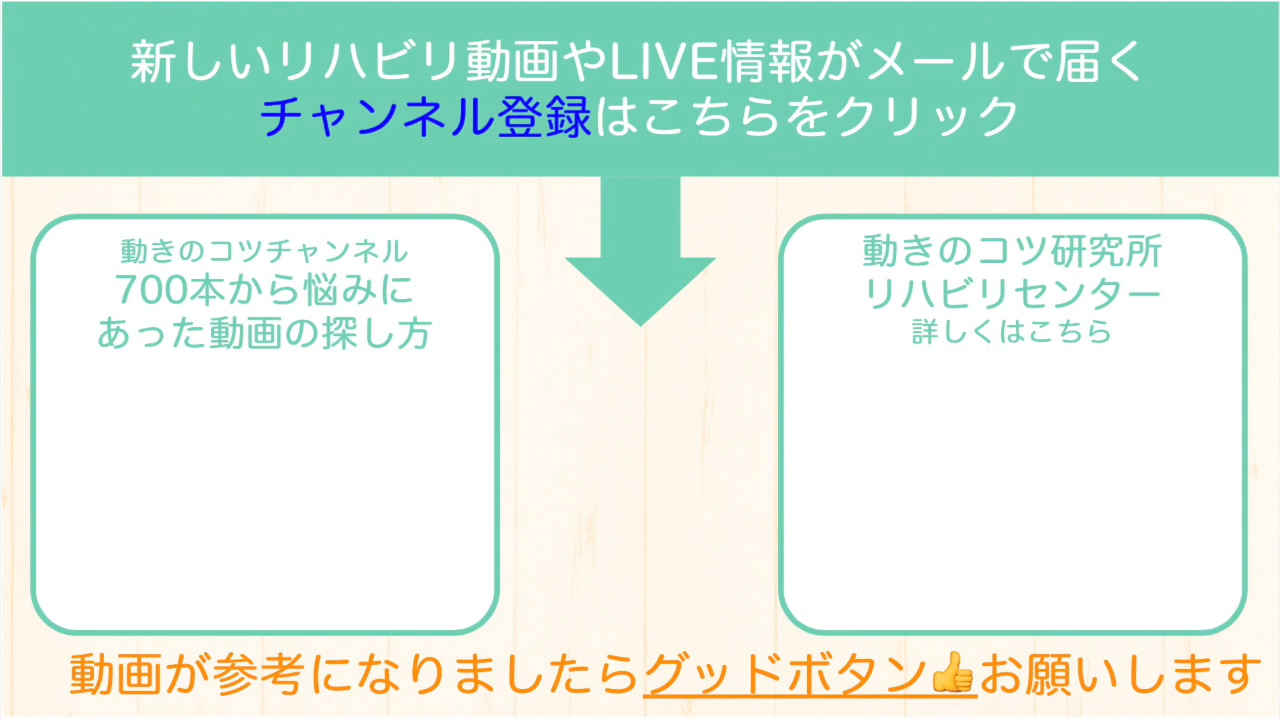 新しいリハビリ動画やLIVE情報がメールで届く
チャンネル登録はこちらをクリック
動きのコツチャンネル
700本から悩みに
あった動画の探し方
動きのコツ研究所
リハビリセンター
詳しくはこちら
動画が参考になりましたらグッドボタン👍お願いします